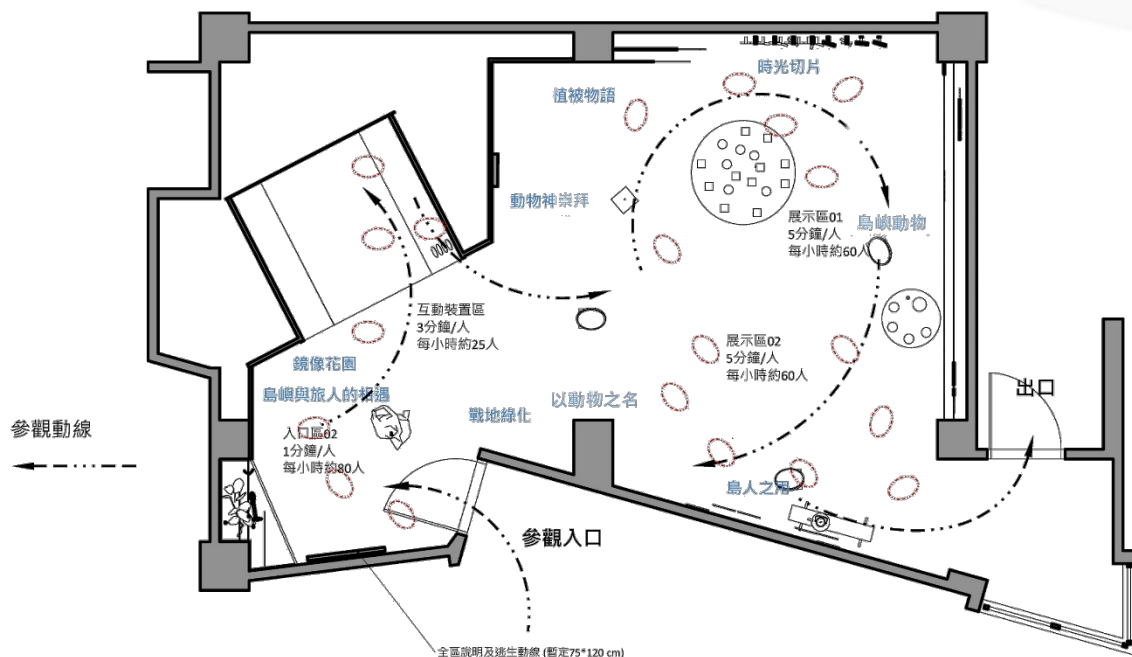 時光切片
植被物語
動物神崇拜
展示區01
5分鐘/人
每小時約60人
島嶼動物
互動裝置區
3分鐘/人
每小時約25人
展示區02
5分鐘/人
每小時約60人
鏡像花園
島嶼與旅人的相遇
以動物之名
戰地綠化
出口
參觀動線
入口區02
1分鐘/人
每小時約80人
島人之用
參觀入口
全區說明及逃生動線 (暫定75*120 cm)